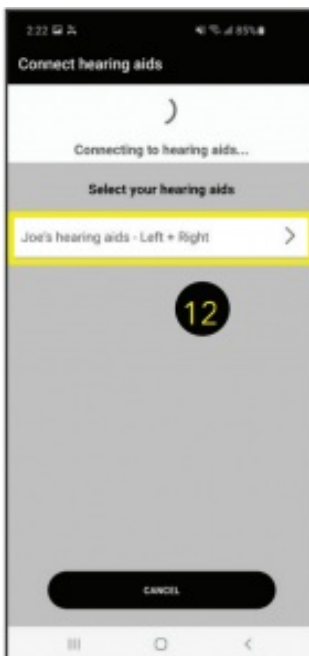 2:22 85%
Connect hearing aids
Connecting to hearing aids...
Select your hearing aids
Joe's hearing aids - Left + Right
12
CANCEL